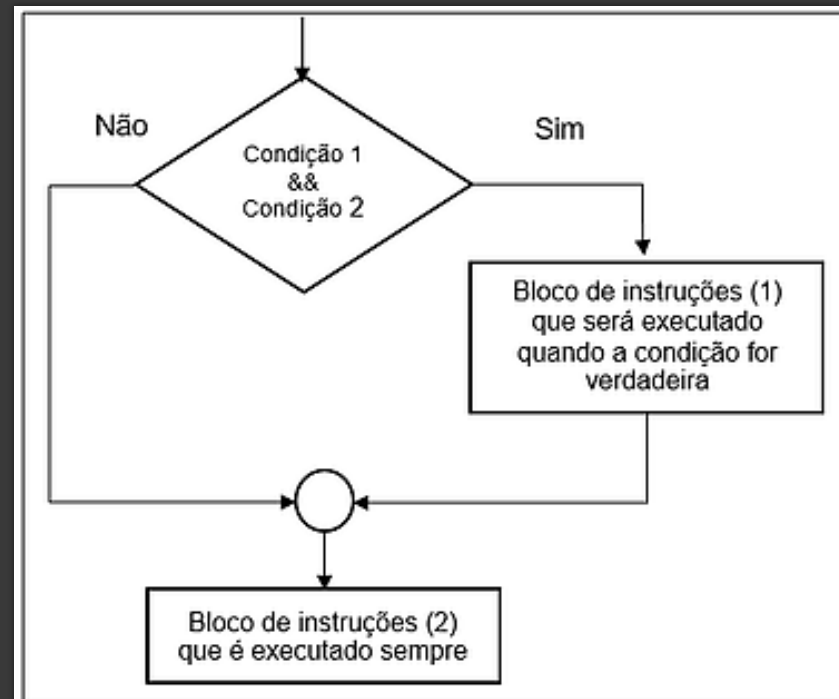 Não
Sim
Condição 1
&&
Condição 2
Bloco de instruções (1)
que será executado
quando a condição for
verdadeira
Bloco de instruções (2)
que é executado sempre